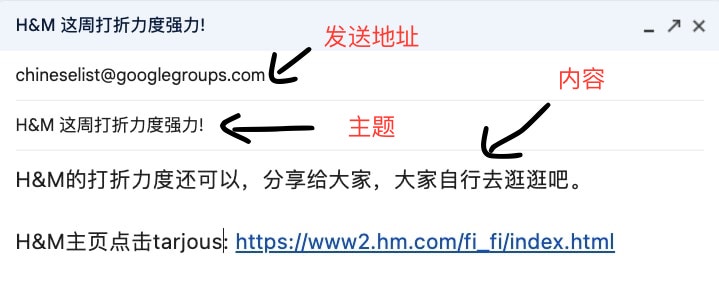 H&M 这周打折力度强力!
发送地址
chineselist@googlegroups.com
内容
H&M 这周打折力度强力!
主题
H&M的打折力度还可以，分享给大家，大家自行去逛逛吧。
H&M主页点击tarjous: https://www2.hm.com/fi_fi/index.html